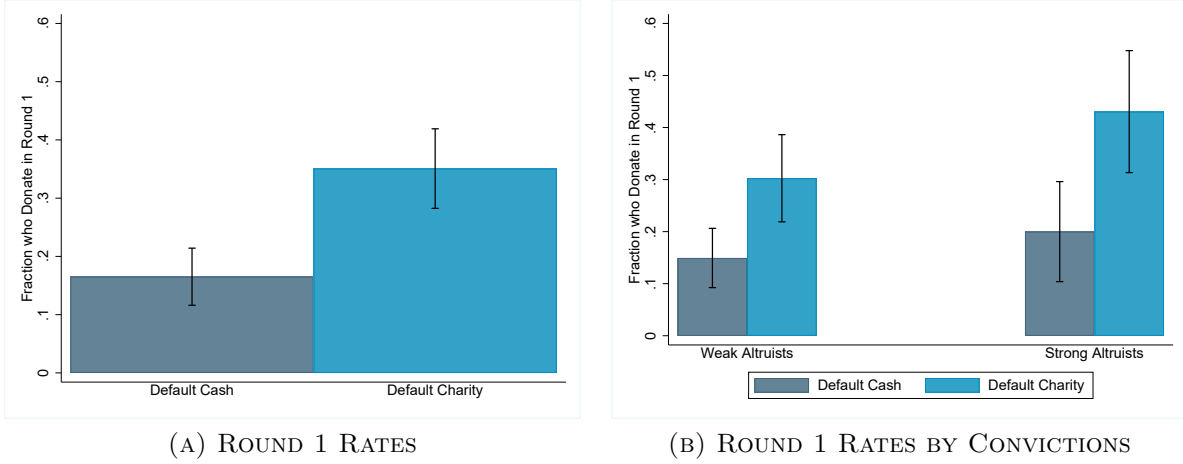 Fraction who Donate in Round 1
.6
.5
.4
.3
.2
.1
0
Default Cash
Default Charity
(A) ROUND 1 RATES
Fraction who Donate in Round 1
.6
.5
.4
.3
.2
.1
0
Weak Altruists
Strong Altruists
Default Cash
Default Charity
(B) ROUND 1 RATES BY CONVICTIONS